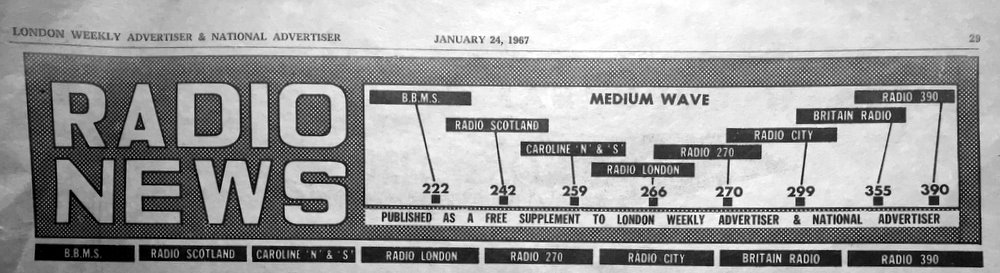 LONDON WEEKLY ADVERTISER & NATIONAL ADVERTISER JANUARY 24, 1967 29
RADIO
NEWS
MEDIUM WAVE
B.B.M.S.
RADIO 390
BRITAIN RADIO
RADIO SCOTLAND
RADIO CITY
CAROLINE 'N' & 'S'
RADIO 270
RADIO LONDON
222 242 259 266 270 299 355 390
PUBLISHED AS A FREE SUPPLEMENT TO LONDON WEEKLY ADVERTISER & NATIONAL ADVERTISER
B.B.M.S. RADIO SCOTLAND CAROLINE 'N' & 'S' RADIO LONDON RADIO 270 RADIO CITY BRITAIN RADIO RADIO 390